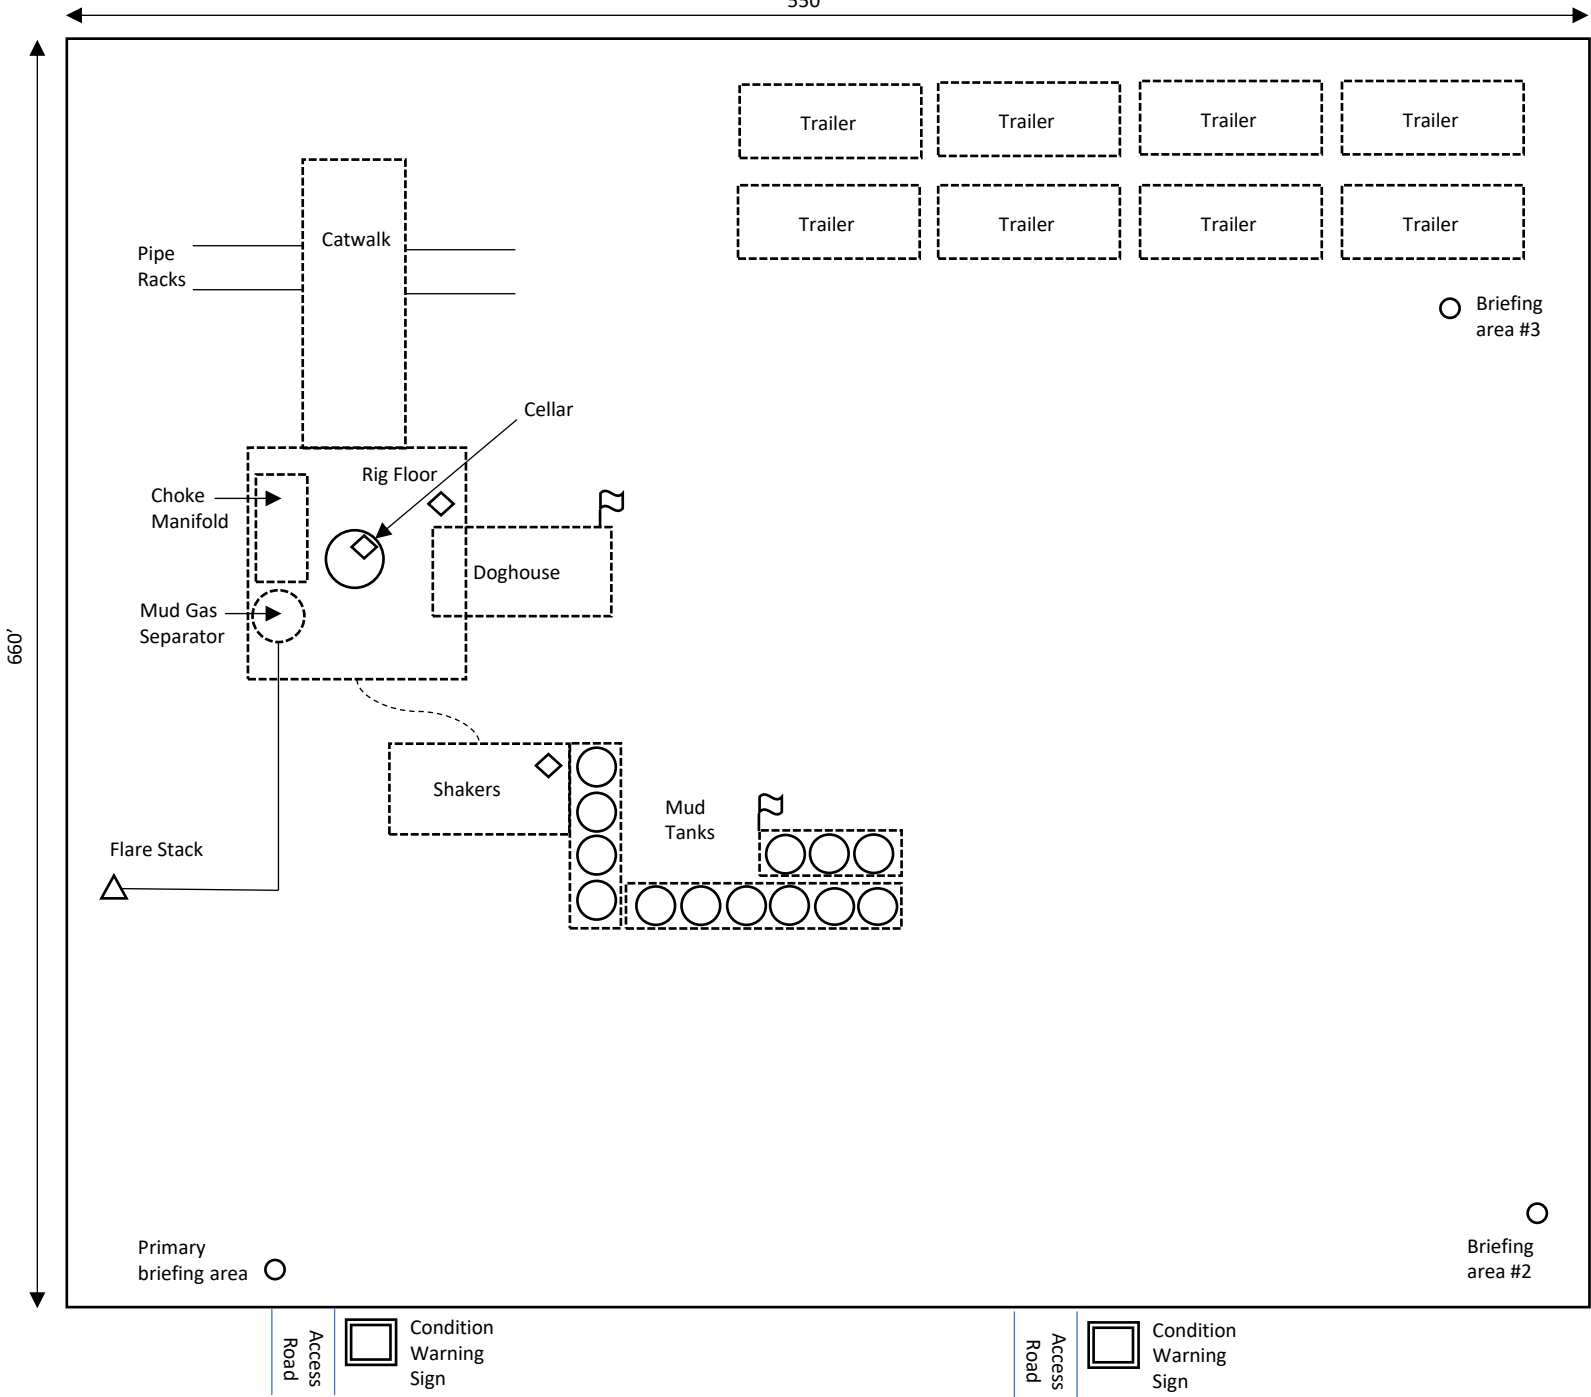 550
Trailer
Trailer
Trailer
Trailer
Trailer
Trailer
Trailer
Trailer
Catwalk
Pipe
Racks
Briefing
area #3
Cellar
Rig Floor
Choke
Manifold
Doghouse
Mud Gas
Separator
660’
Shakers
Mud
Tanks
Flare Stack
Primary
briefing area
Briefing
area #2
Access
Road
Condition
Warning
Sign
Access
Road
Condition
Warning
Sign